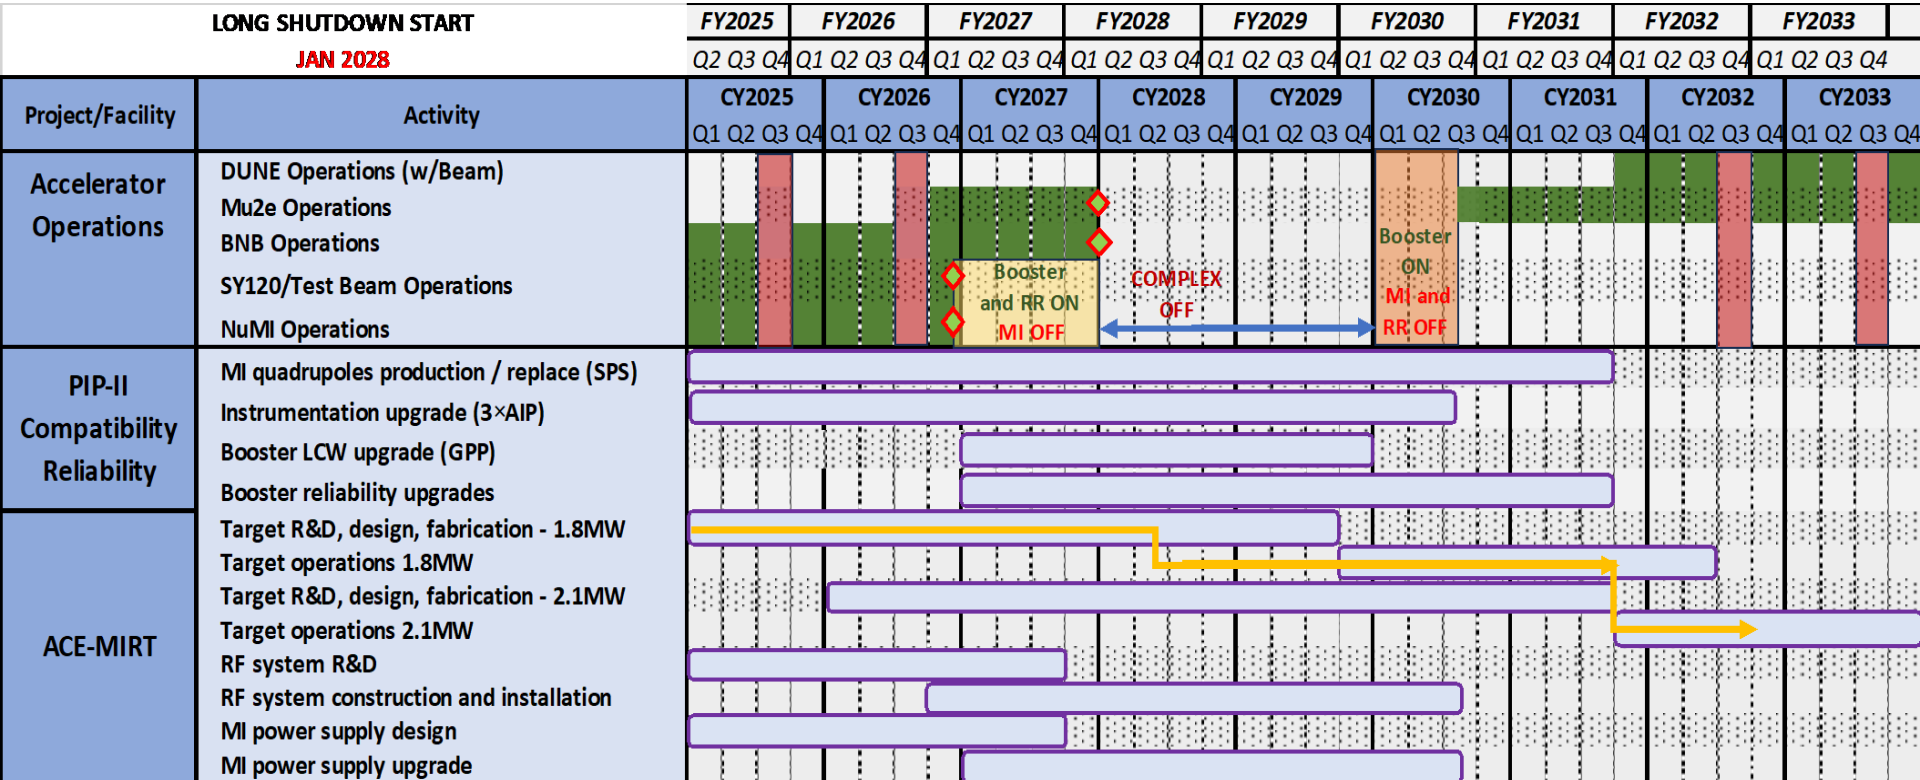 LONG SHUTDOWN START
JAN 2028
FY2025 FY2026 FY2027 FY2028 FY2029 FY2030 FY2031 FY2032 FY2033
Q2 Q3 Q4 Q1 Q2 Q3 Q4 Q1 Q2 Q3 Q4 Q1 Q2 Q3 Q4 Q1 Q2 Q3 Q4 Q1 Q2 Q3 Q4 Q1 Q2 Q3 Q4 Q1 Q2 Q3 Q4 Q1 Q2 Q3 Q4
Project/Facility Activity
CY2025 CY2026 CY2027 CY2028 CY2029 CY2030 CY2031 CY2032 CY2033
Q1 Q2 Q3 Q4 Q1 Q2 Q3 Q4 Q1 Q2 Q3 Q4 Q1 Q2 Q3 Q4 Q1 Q2 Q3 Q4 Q1 Q2 Q3 Q4 Q1 Q2 Q3 Q4 Q1 Q2 Q3 Q4 Q1 Q2 Q3 Q4
Accelerator
Operations
DUNE Operations (w/Beam)
Mu2e Operations
BNB Operations
SY120/Test Beam Operations
NuMI Operations
Booster
and RR ON
MI OFF
COMPLEX
OFF
Booster
ON
MI and
RR OFF
PIP-II
Compatibility
Reliability
MI quadrupoles production / replace (SPS)
Instrumentation upgrade (3×AIP)
Booster LCW upgrade (GPP)
Booster reliability upgrades
ACE-MIRT
Target R&D, design, fabrication - 1.8MW
Target operations 1.8MW
Target R&D, design, fabrication - 2.1MW
Target operations 2.1MW
RF system R&D
RF system construction and installation
MI power supply design
MI power supply upgrade